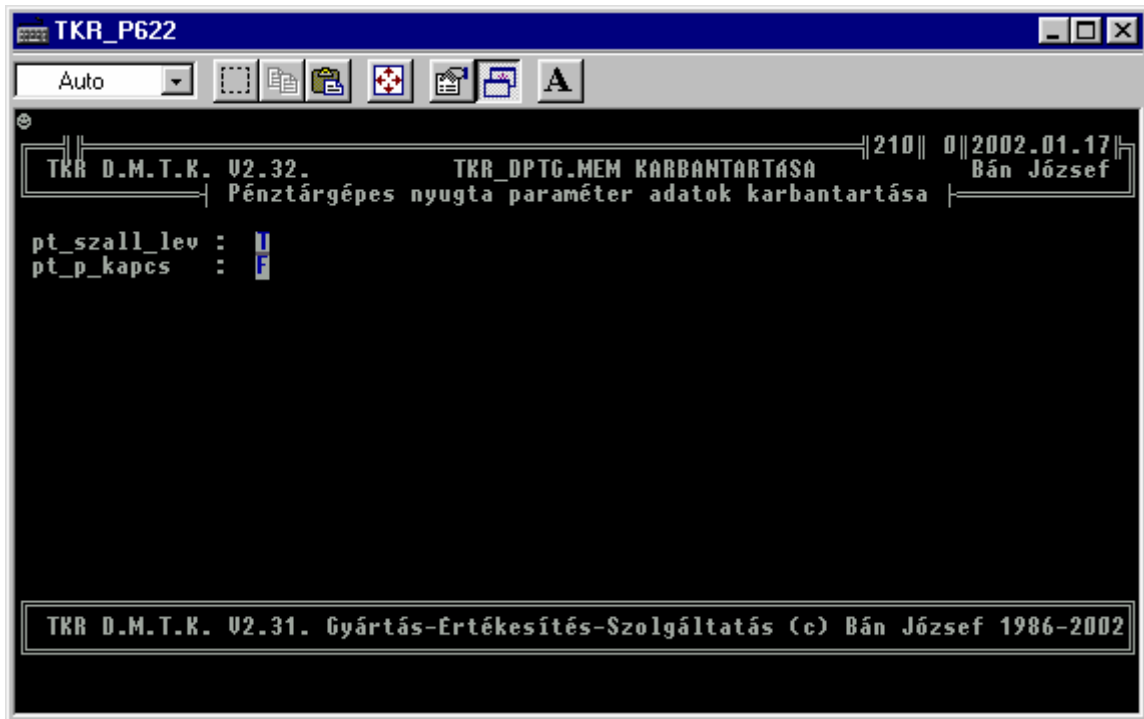 TKR_P622
Auto A
210 0 2002.01.17
TKR D.M.T.K. V2.32. TKR_DPTG.MEM KARBANTARTáSA Bán József
Pénztárgépes nyugta paraméter adatok karbantartása
pt_szall_lev : T
pt_p_kapcs : F
TKR D.M.T.K. V2.31. Gyártás-Értékesítés-Szolgáltatás (c) Bán József 1986-2002